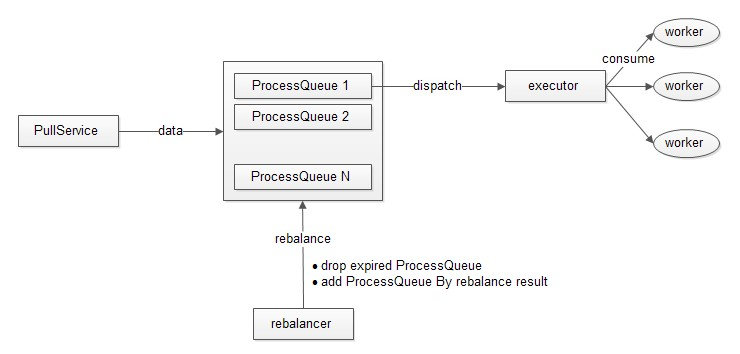 worker
consume
ProcessQueue 1
dispatch
executor
worker
ProcessQueue 2
PullService
data
worker
ProcessQueue N
rebalance
• drop expired ProcessQueue
• add ProcessQueue By rebalance result
rebalancer